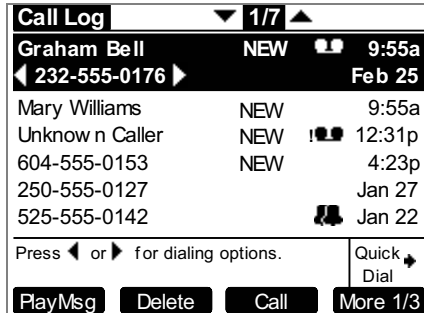 Call Log 1/7
Graham Bell NEW 9:55a
232-555-0176 Feb 25
Mary Williams NEW 9:55a
Unknown Caller NEW ! 12:31p
604-555-0153 NEW 4:23p
250-555-0127 Jan 27
525-555-0142 Jan 22
Press or for dialing options. Quick Dial
PlayMsg Delete Call More 1/3